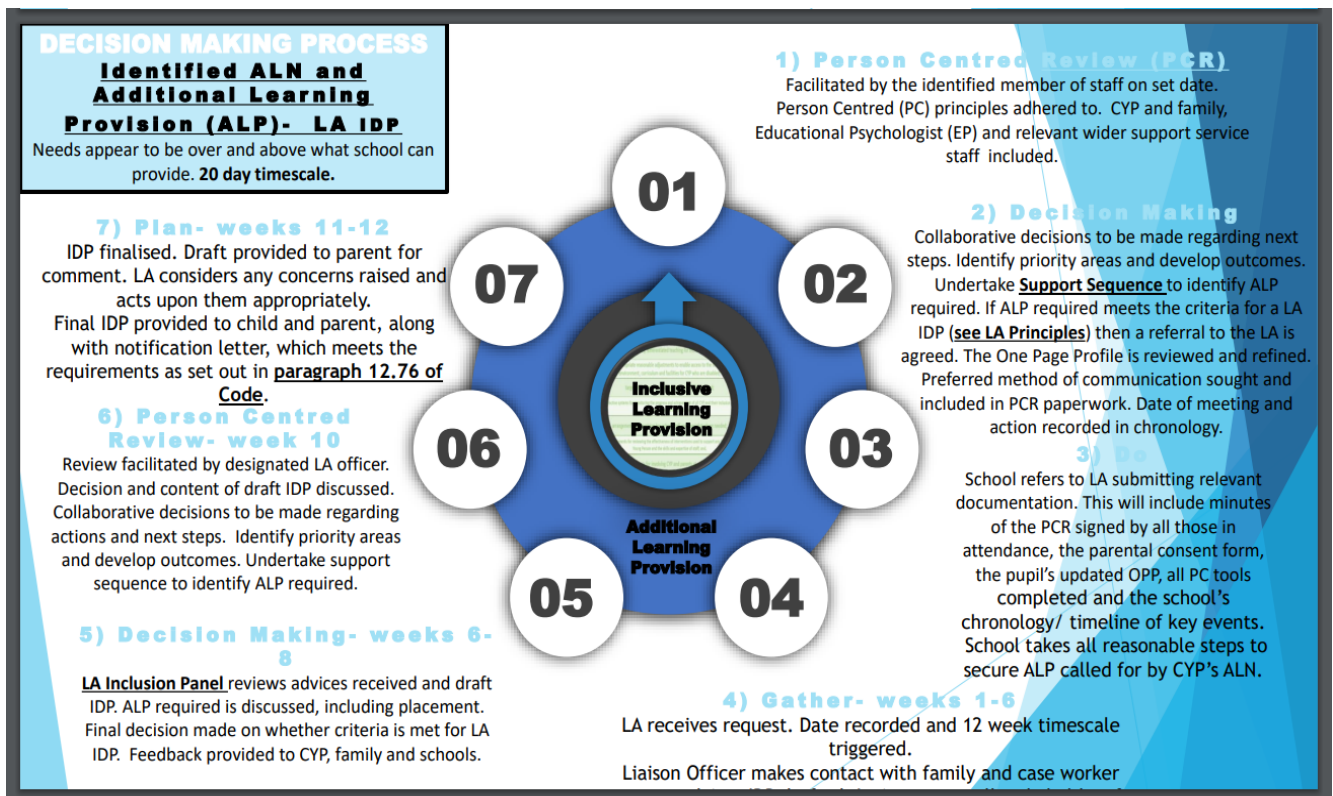 DECISION MAKING PROCESS
Identified ALN and
Additional Learning
Provision (ALP)- LA IDP
Needs appear to be over and above what school can
provide. 20 day timescale.
1) Person Centred Review (PCR)
Facilitated by the identified member of staff on set date.
Person Centred (PC) principles adhered to. CYP and family,
Educational Psychologist (EP) and relevant wider support service
staff included.
2) Decision Making
Collaborative decisions to be made regarding next
steps. Identify priority areas and develop outcomes.
Undertake Support Sequence to identify ALP
required. If ALP required meets the criteria for a LA
IDP (see LA Principles) then a referral to the LA is
agreed. The One Page Profile is reviewed and refined.
Preferred method of communication sought and
included in PCR paperwork. Date of meeting and
action recorded in chronology.
3) Do
School refers to LA submitting relevant
documentation. This will include minutes
of the PCR signed by all those in
attendance, the parental consent form,
the pupil's updated OPP, all PC tools
completed and the school's
chronology/ timeline of key events.
School takes all reasonable steps to
secure ALP called for by CYP's ALN.
4) Gather- weeks 1-6
LA receives request. Date recorded and 12 week timescale
triggered.
Liaison Officer makes contact with family and case worker
5) Decision Making- weeks 6-
8
LA Inclusion Panel reviews advices received and draft
IDP. ALP required is discussed, including placement.
Final decision made on whether criteria is met for LA
IDP. Feedback provided to CYP, family and schools.
6) Person Centred
Review- week 10
Review facilitated by designated LA officer.
Decision and content of draft IDP discussed.
Collaborative decisions to be made regarding
actions and next steps. Identify priority areas
and develop outcomes. Undertake support
sequence to identify ALP required.
7) Plan- weeks 11-12
IDP finalised. Draft provided to parent for
comment. LA considers any concerns raised and
acts upon them appropriately.
Final IDP provided to child and parent, along
with notification letter, which meets the
requirements as set out in paragraph 12.76 of
Code.
01
02
03
04
05
06
07
Inclusive
Learning
Provision
Additional
Learning
Provision